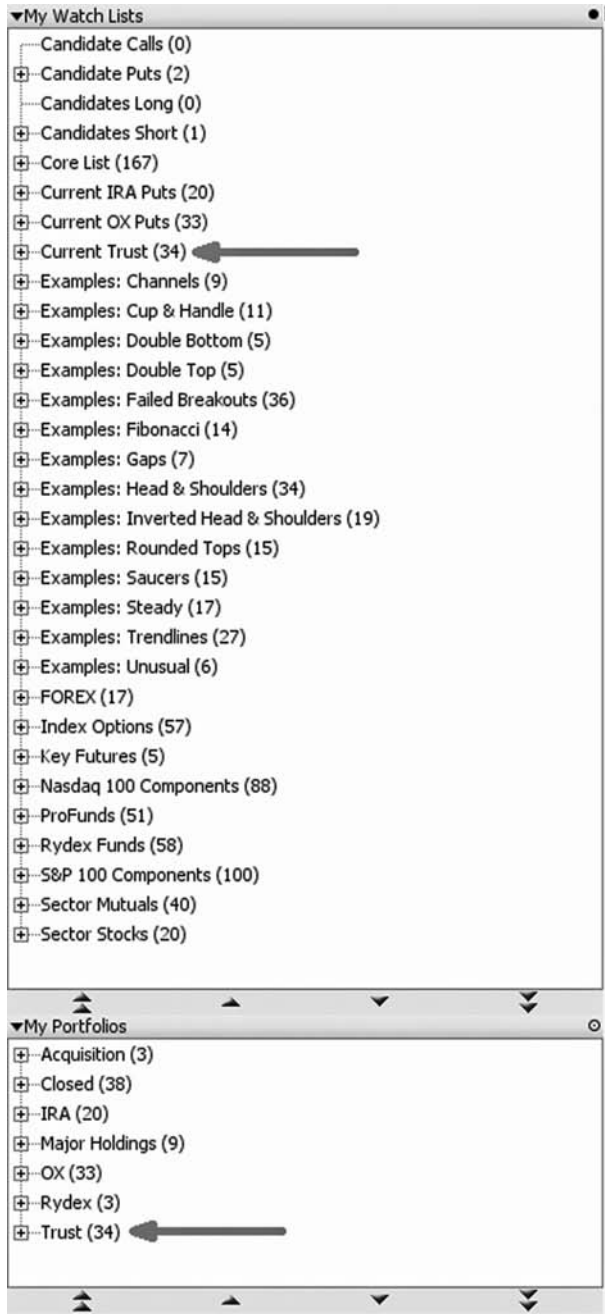 My Watch Lists
Candidate Calls (0)
Candidate Puts (2)
Candidates Long (0)
Candidates Short (1)
Core List (167)
Current IRA Puts (20)
Current OX Puts (33)
Current Trust (34)
Examples: Channels (9)
Examples: Cup & Handle (11)
Examples: Double Bottom (5)
Examples: Double Top (5)
Examples: Failed Breakouts (36)
Examples: Fibonacci (14)
Examples: Gaps (7)
Examples: Head & Shoulders (34)
Examples: Inverted Head & Shoulders (19)
Examples: Rounded Tops (15)
Examples: Saucers (15)
Examples: Steady (17)
Examples: Trendlines (27)
Examples: Unusual (6)
FOREX (17)
Index Options (57)
Key Futures (5)
Nasdaq 100 Components (88)
ProFunds (51)
Rydex Funds (58)
S&P 100 Components (100)
Sector Mutuals (40)
Sector Stocks (20)
My Portfolios
Acquisition (3)
Closed (38)
IRA (20)
Major Holdings (9)
OX (33)
Rydex (3)
Trust (34)